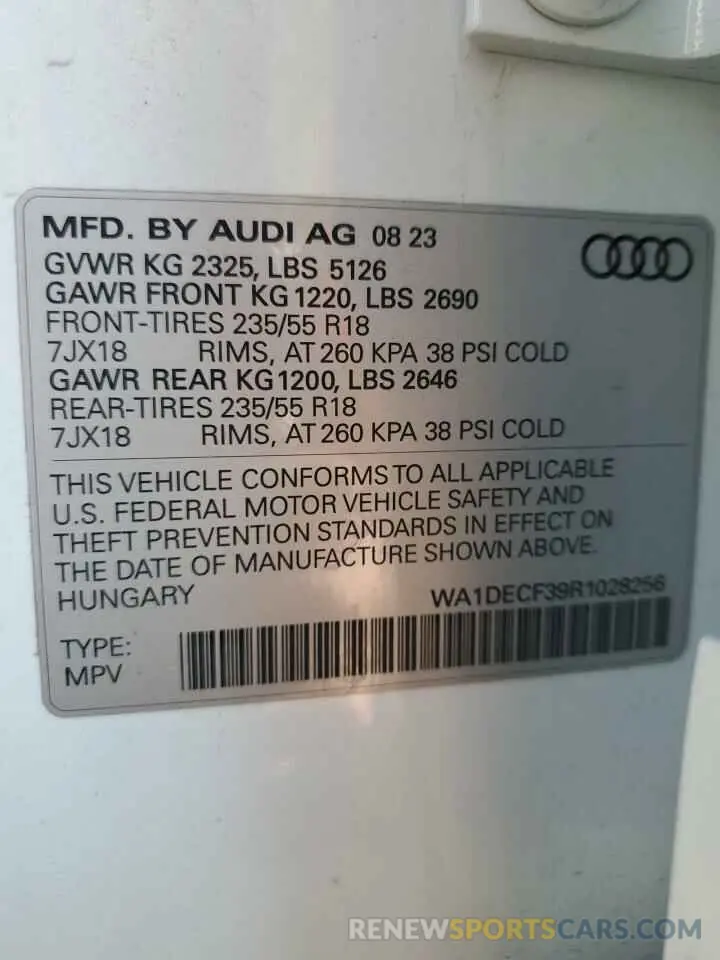 MFD. BY AUDI AG 08 23
GVWR KG 2325, LBS 5126
GAWR FRONT KG 1220, LBS 2690
FRONT-TIRES 235/55 R18
7JX18 RIMS, AT 260 KPA 38 PSI COLD
GAWR REAR KG1200, LBS 2646
REAR-TIRES 235/55 R18
7JX18 RIMS, AT 260 KPA 38 PSI COLD
THIS VEHICLE CONFORMS TO ALL APPLICABLE
U.S. FEDERAL MOTOR VEHICLE SAFETY AND
THEFT PREVENTION STANDARDS IN EFFECT ON
THE DATE OF MANUFACTURE SHOWN ABOVE.
HUNGARY WA1DECF39R1028256
TYPE:
MPV
RENEWSPORTSCARS.COM